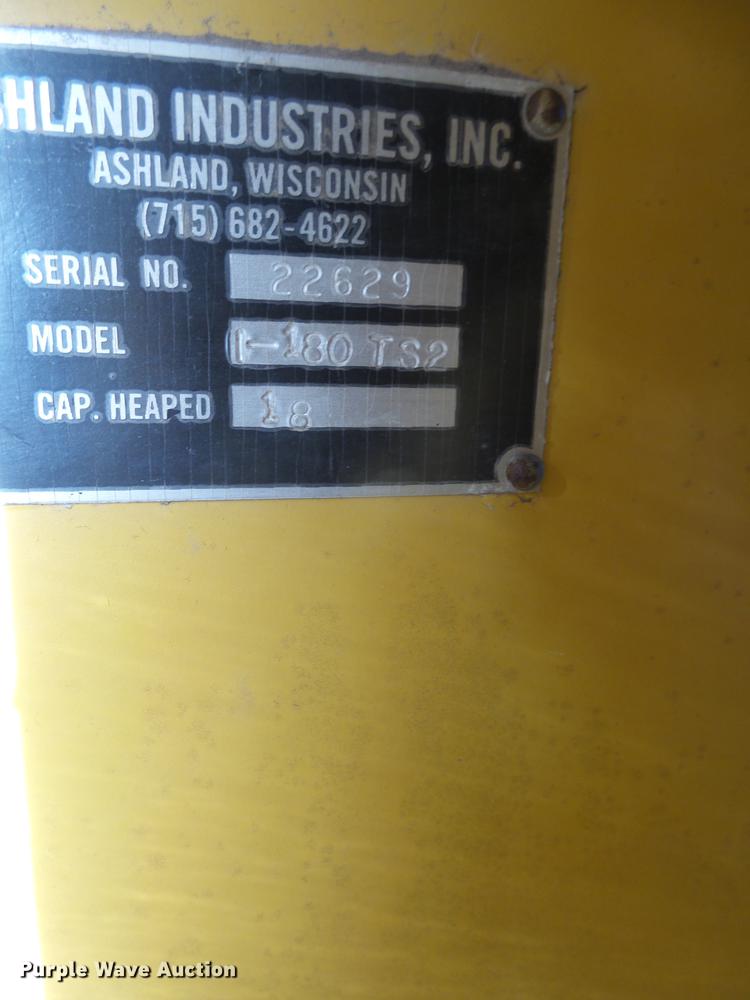 SHLAND INDUSTRIES, INC.
ASHLAND, WISCONSIN
(715) 682-4622
SERIAL NO. 22629
MODEL I-180 TS2
CAP. HEAPED 18
Purple Wave Auction